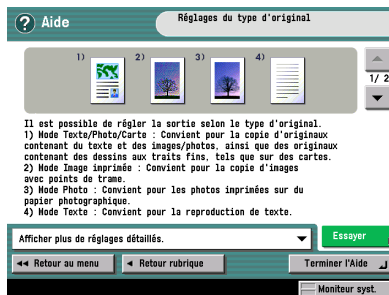 Aide
Réglages du type d'original
1) 2) 3) 4)
1/ 2
Il est possible de régler la sortie selon le type d'original.
1) Mode Texte/Photo/Carte : Convient pour la copie d'originaux
contenant du texte et des images/photos, ainsi que des originaux
contenant des dessins aux traits fins, tels que sur des cartes.
2) Mode Image imprimée : Convient pour la copie d'images
avec points de trame.
3) Mode Photo : Convient pour les photos imprimées sur du
papier photographique.
4) Mode Texte : Convient pour la reproduction de texte.
Afficher plus de réglages détaillés.
Essayer
Retour au menu
Retour rubrique
Terminer l'Aide
Moniteur syst.